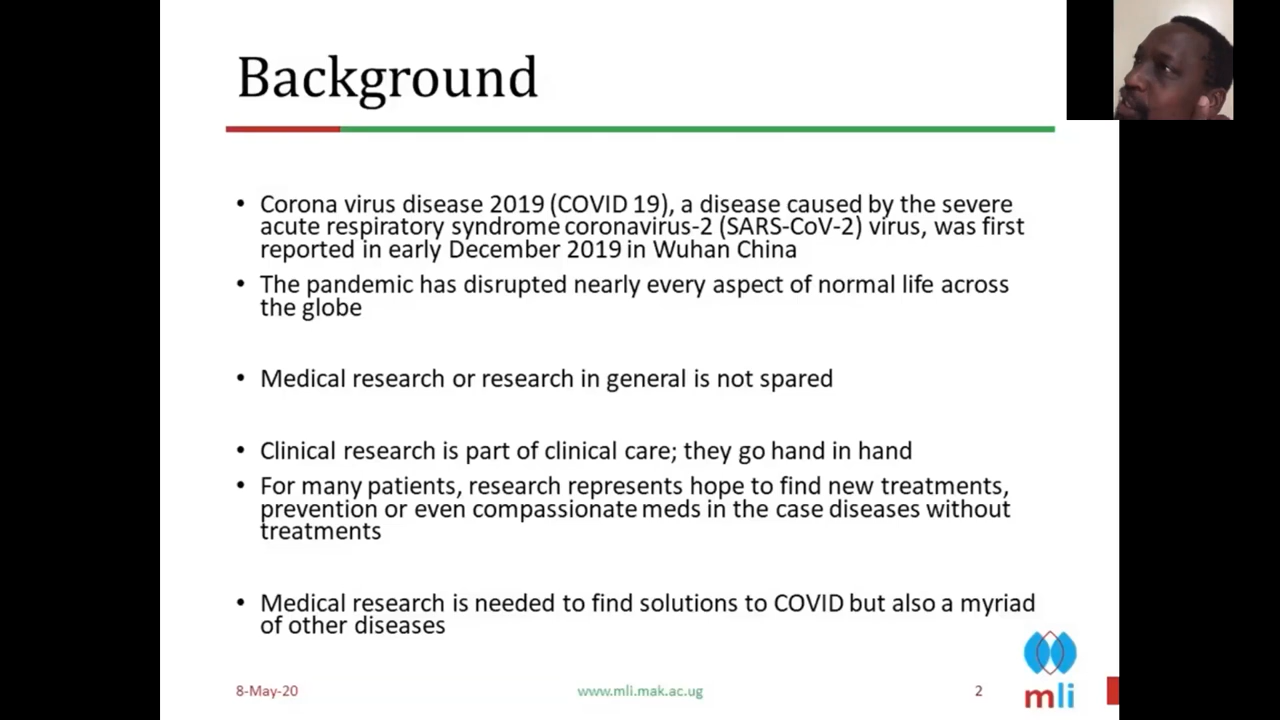 Background
• Corona virus disease 2019 (COVID 19), a disease caused by the severe
acute respiratory syndrome coronavirus-2 (SARS-CoV-2) virus, was first
reported in early December 2019 in Wuhan China
• The pandemic has disrupted nearly every aspect of normal life across
the globe
• Medical research or research in general is not spared
• Clinical research is part of clinical care; they go hand in hand
• For many patients, research represents hope to find new treatments,
prevention or even compassionate meds in the case diseases without
treatments
• Medical research is needed to find solutions to COVID but also a myriad
of other diseases
8-May-20
www.mli.mak.ac.ug
2
mli